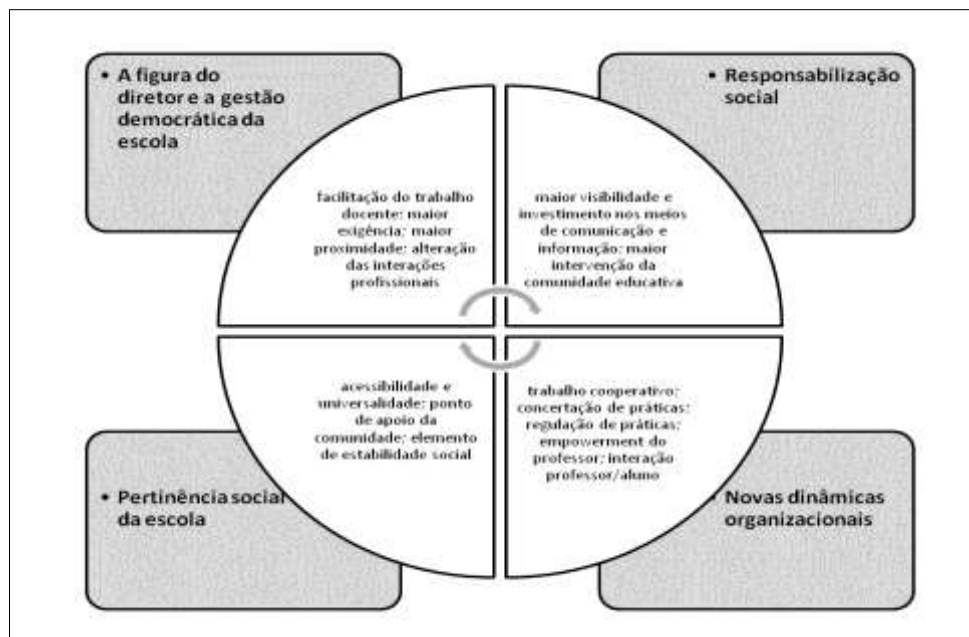 • A figura do
diretor e a gestão
democrática da
escola
• Responsabilização
social
facilitação do trabalho
docente; maior
exigência; maior
proximidade; alteração
das interações
profissionais
maior visibilidade e
investimento nos meios
de comunicação e
informação; maior
intervenção da
comunidade educativa
acessibilidade e
universalidade; ponto
de apoio da
comunidade; elemento
de estabilidade social
trabalho cooperativo;
concertação de práticas;
regulação de práticas;
empowerment do
professor; interação
professor/aluno
• Pertinência social
da escola
• Novas dinâmicas
organizacionais